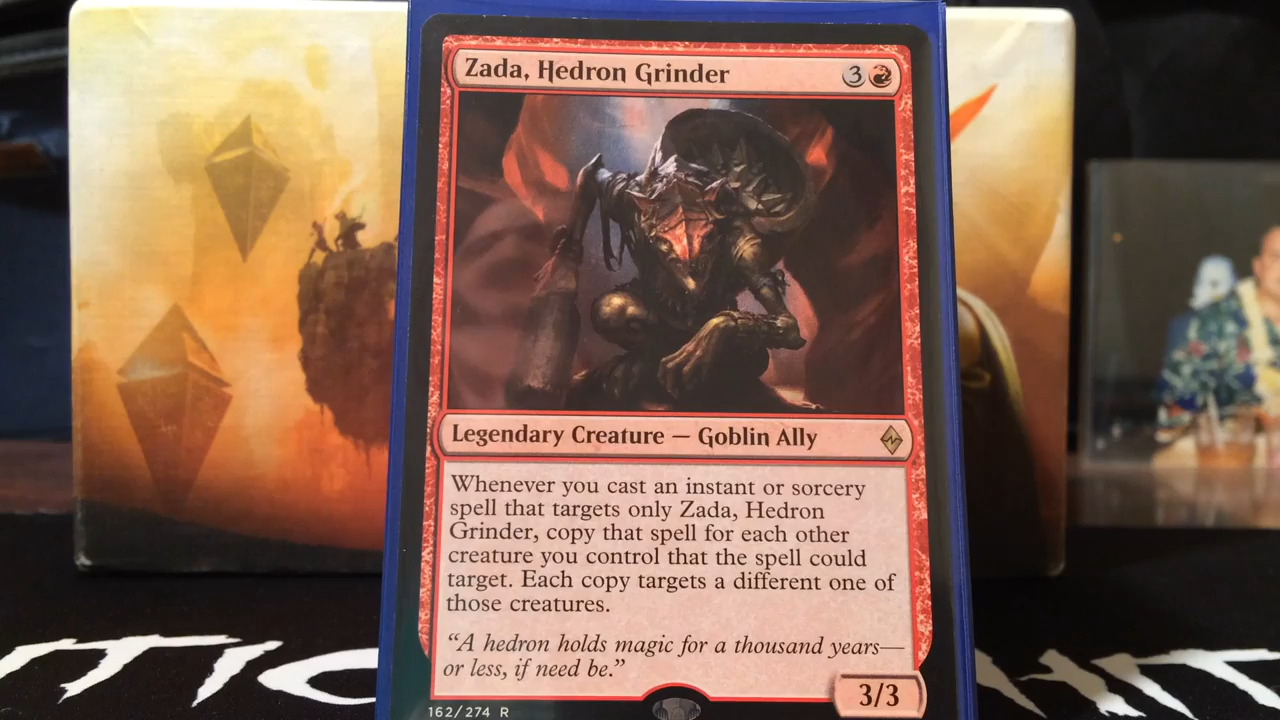 Zada, Hedron Grinder
3
Legendary Creature — Goblin Ally
Whenever you cast an instant or sorcery
spell that targets only Zada, Hedron
Grinder, copy that spell for each other
creature you control that the spell could
target. Each copy targets a different one of
those creatures.
“A hedron holds magic for a thousand years—
or less, if need be.”
3/3
162/274 R